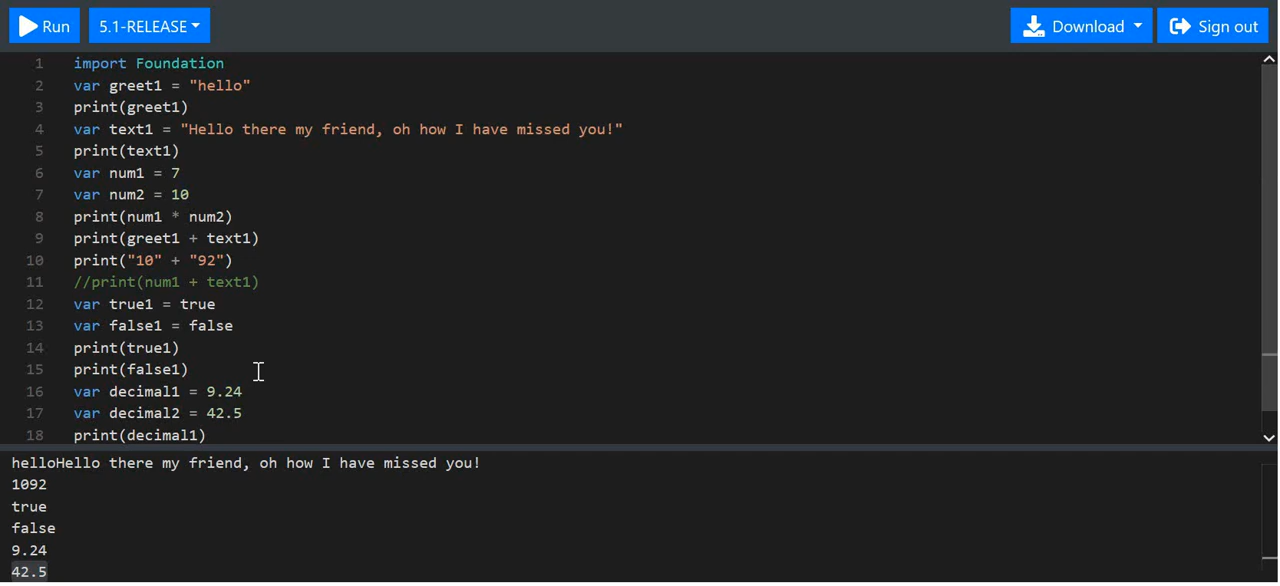 Run 5.1-RELEASE Download Sign out
1 import Foundation
2 var greet1 = "hello"
3 print(greet1)
4 var text1 = "Hello there my friend, oh how I have missed you!"
5 print(text1)
6 var num1 = 7
7 var num2 = 10
8 print(num1 * num2)
9 print(greet1 + text1)
10 print("10" + "92")
11 //print(num1 + text1)
12 var true1 = true
13 var false1 = false
14 print(true1)
15 print(false1)
16 var decimal1 = 9.24
17 var decimal2 = 42.5
18 print(decimal1)
helloHello there my friend, oh how I have missed you!
1092
true
false
9.24
42.5